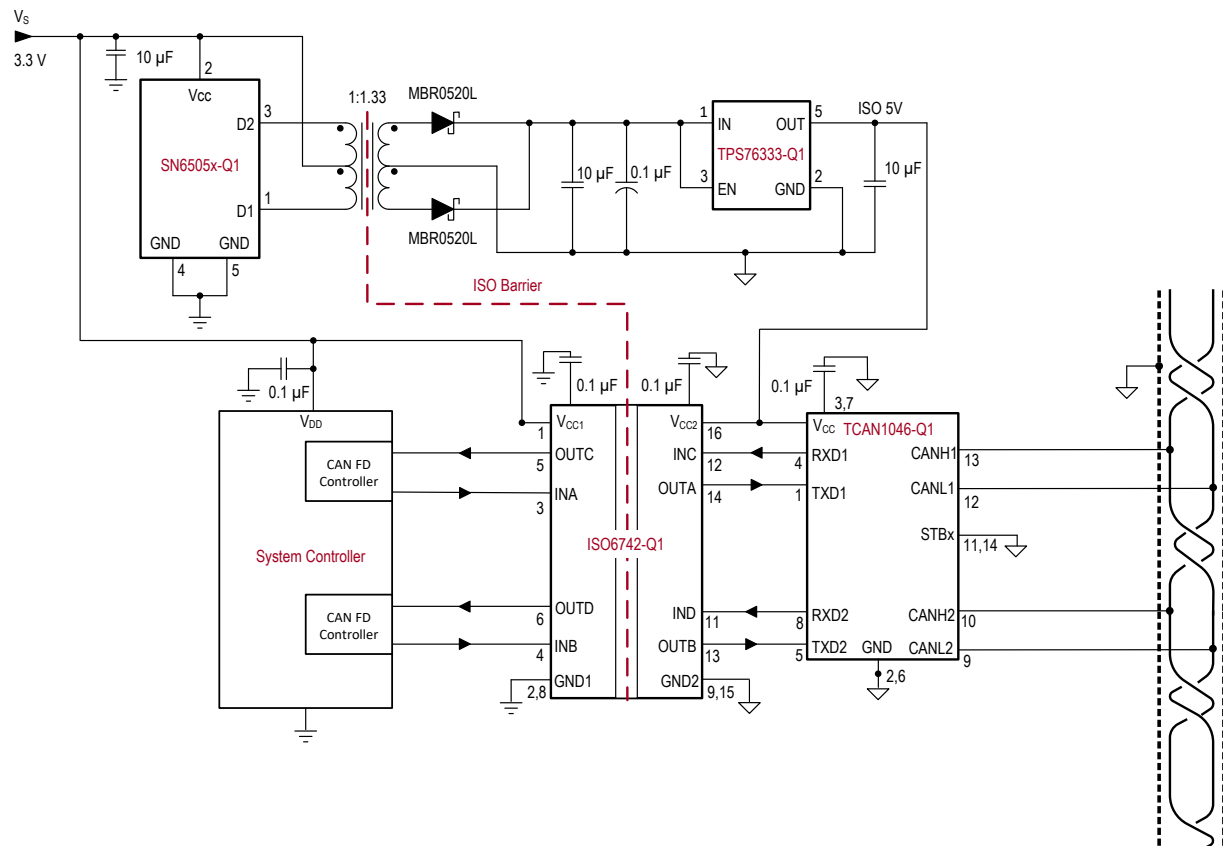 VS
3.3 V
10 µF
2
Vcc
D2
3
SN6505x-Q1
D1
1
GND
GND
4
5
1:1.33
MBR0520L
MBR0520L
10 µF
0.1 µF
1
IN
OUT
5
TPS76333-Q1
3
EN
GND
2
ISO 5V
10 µF
ISO Barrier
0.1 µF
VDD
CAN FD
Controller
System Controller
CAN FD
Controller
0.1 µF
0.1 µF
VCC1
1
OUTC
5
INA
3
ISO6742-Q1
OUTD
6
INB
4
GND1
2,8
VCC2
16
INC
12
OUTA
14
IND
11
OUTB
13
GND2
9,15
0.1 µF
3,7
VCC
TCAN1046-Q1
4
RXD1
1
TXD1
8
RXD2
5
TXD2
GND
2,6
CANH1
13
CANL1
12
STBx
11,14
CANH2
10
CANL2
9